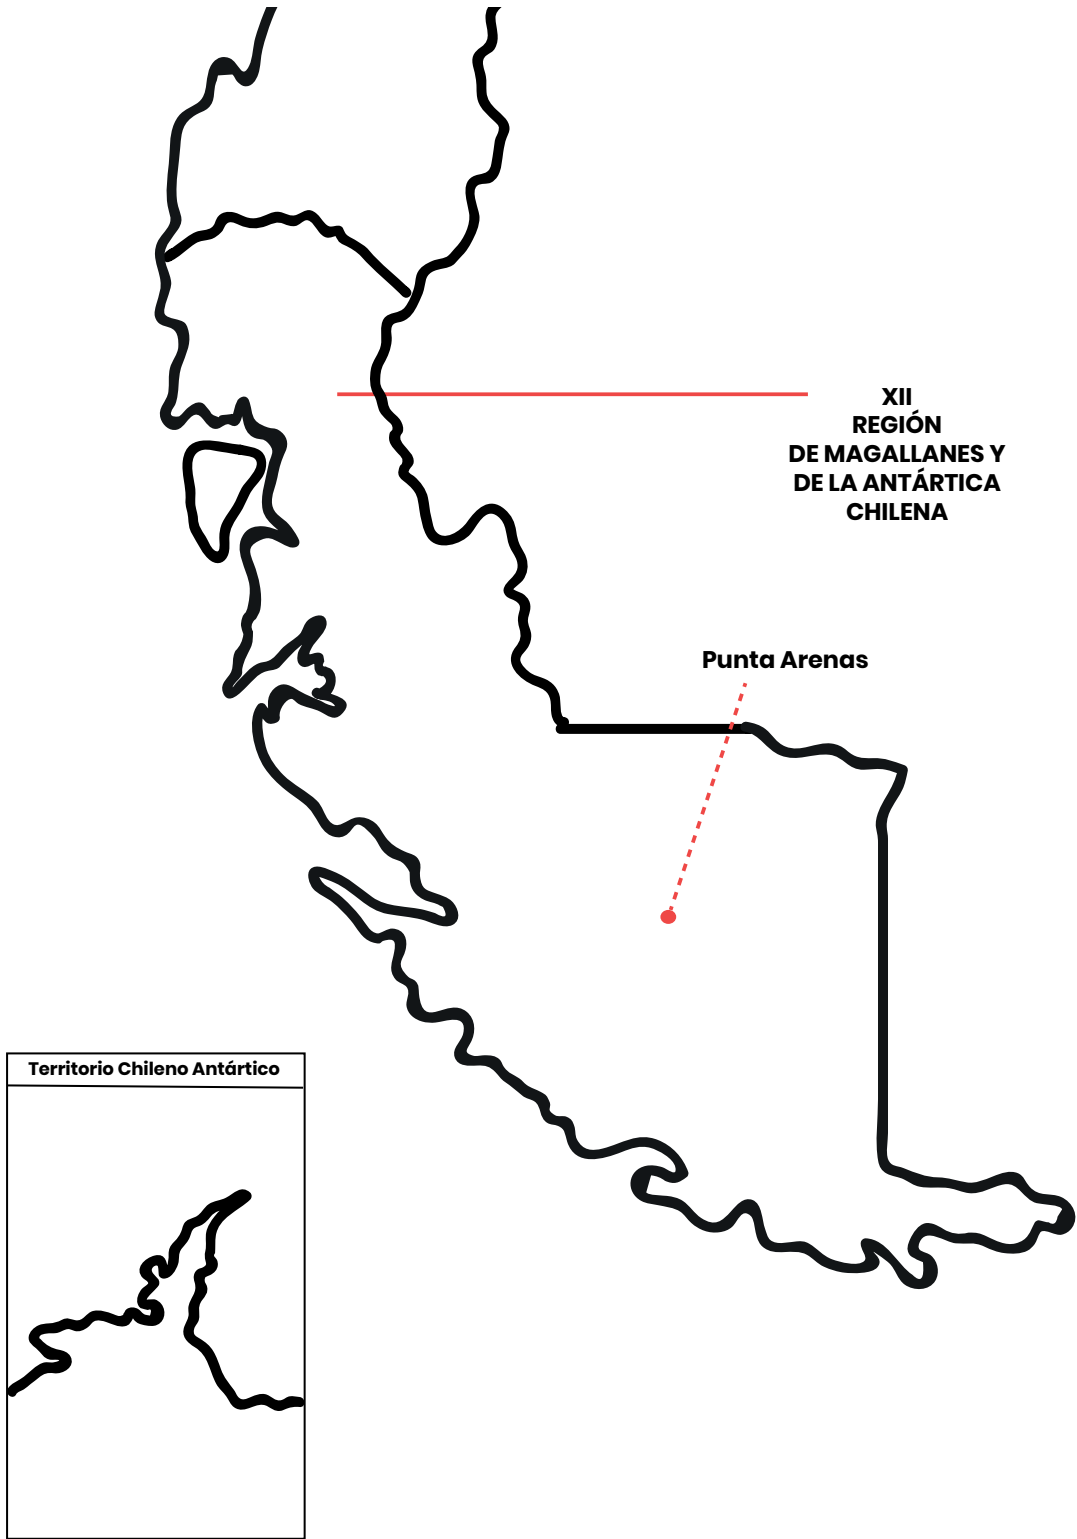 XII
REGIÓN
DE MAGALLANES Y
DE LA ANTÁRTICA
CHILENA
Punta Arenas
Territorio Chileno Antártico